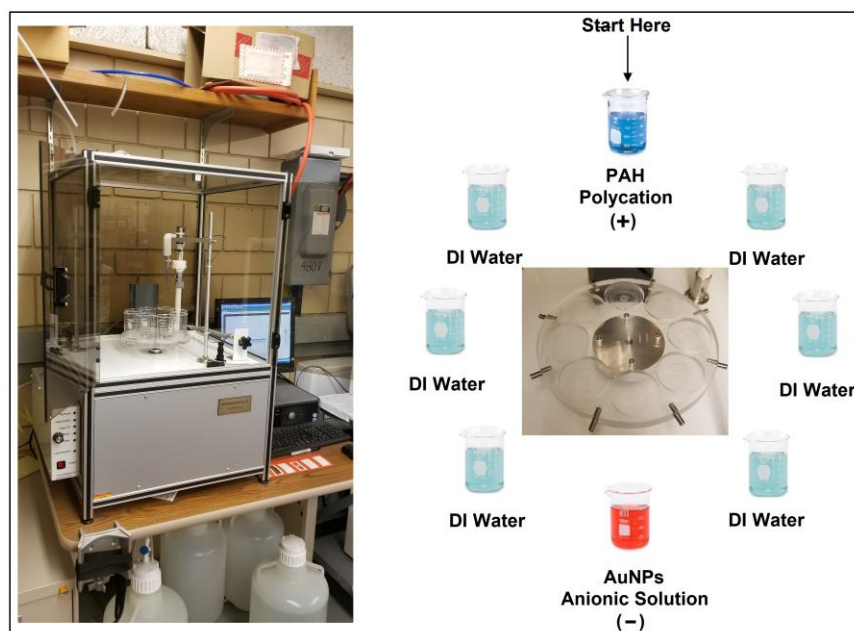 Start Here
PAH
Polycation
(+)
DI Water
DI Water
DI Water
DI Water
DI Water
DI Water
AuNPs
Anionic Solution
(−)
480V